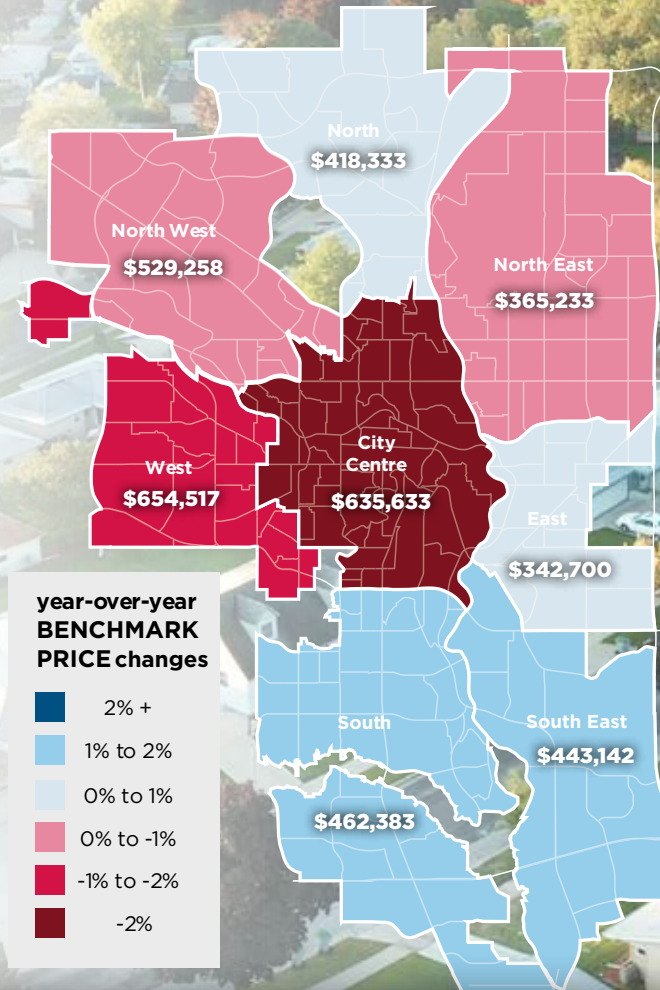 North
$418,333
North West
$529,258
North East
$365,233
City
Centre
$635,633
West
$654,517
East
$342,700
South
$462,383
South East
$443,142
year-over-year
BENCHMARK
PRICE changes
2% +
1% to 2%
0% to 1%
0% to -1%
-1% to -2%
-2%